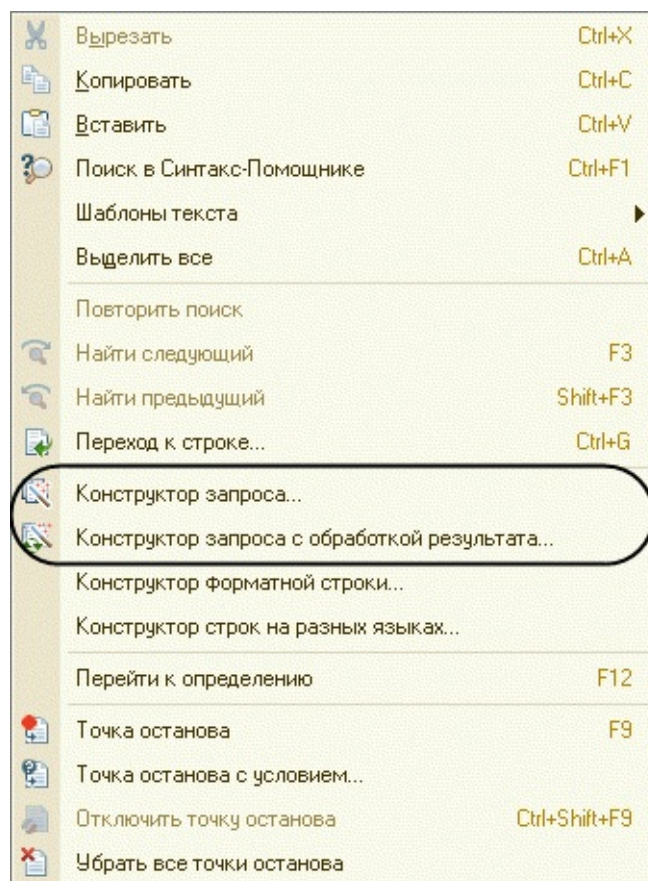 Вырезать Ctrl+X
Копировать Ctrl+C
Вставить Ctrl+V
Поиск в Синтакс-Помощнике Ctrl+F1
Шаблоны текста
Выделить все Ctrl+A
Повторить поиск
Найти следующий F3
Найти предыдущий Shift+F3
Переход к строке... Ctrl+G
Конструктор запроса...
Конструктор запроса с обработкой результата...
Конструктор форматной строки...
Конструктор строк на разных языках...
Перейти к определению F12
Точка останова F9
Точка останова с условием...
Отключить точку останова Ctrl+Shift+F9
Убрать все точки останова